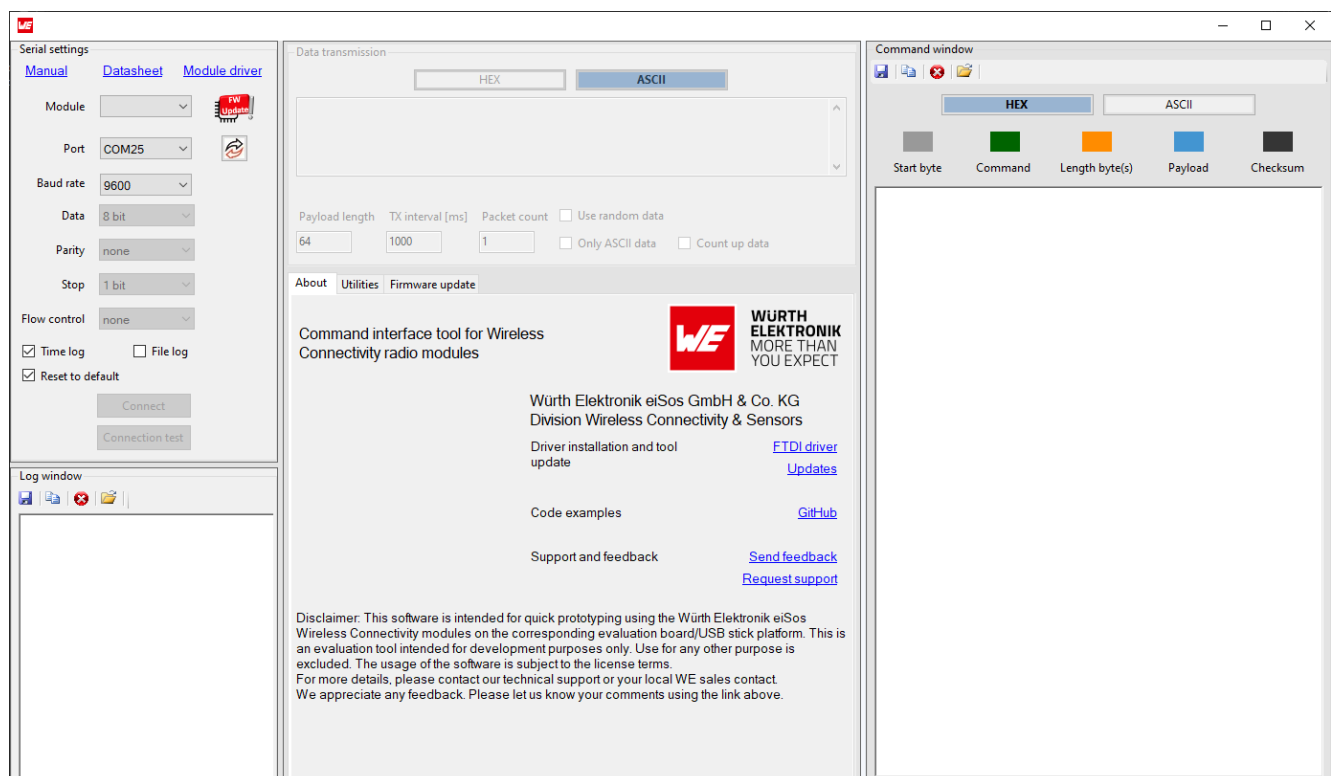 WE
Serial settings
Manual Datasheet Module driver
Module
FW Update
Port COM25
Baud rate 9600
Data 8 bit
Parity none
Stop 1 bit
Flow control none
Time log File log
Reset to default
Connect
Connection test
Log window
Data transmission
HEX ASCII
Payload length TX interval [ms] Packet count Use random data
64 1000 1 Only ASCII data Count up data
About Utilities Firmware update
Command interface tool for Wireless
Connectivity radio modules
WE
WÜRTH
ELEKTRONIK
MORE THAN
YOU EXPECT
Würth Elektronik eiSos GmbH & Co. KG
Division Wireless Connectivity & Sensors
Driver installation and tool
update
FTDI driver
Updates
Code examples GitHub
Support and feedback Send feedback
Request support
Disclaimer: This software is intended for quick prototyping using the Würth Elektronik eiSos
Wireless Connectivity modules on the corresponding evaluation board/USB stick platform. This is
an evaluation tool intended for development purposes only. Use for any other purpose is
excluded. The usage of the software is subject to the license terms.
For more details, please contact our technical support or your local WE sales contact.
We appreciate any feedback. Please let us know your comments using the link above.
Command window
HEX ASCII
Start byte Command Length byte(s) Payload Checksum